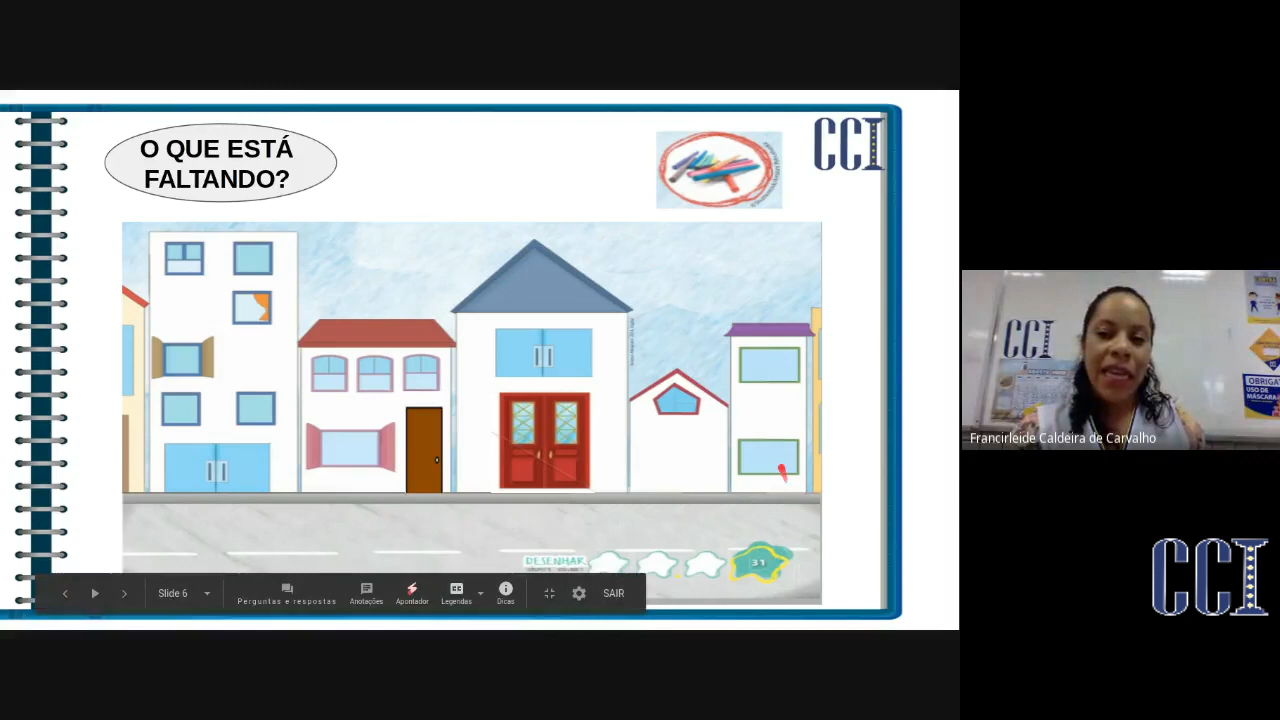 O QUE ESTÁ
FALTANDO?
CCI
DESENHAR
31
Slide 6
Perguntas e respostas
Anotações
Apontador
Legendas
Dicas
SAIR
CCI
OBRIGA
USO DE
MÁSCARA
Francirleide Caldeira de Carvalho
CCI